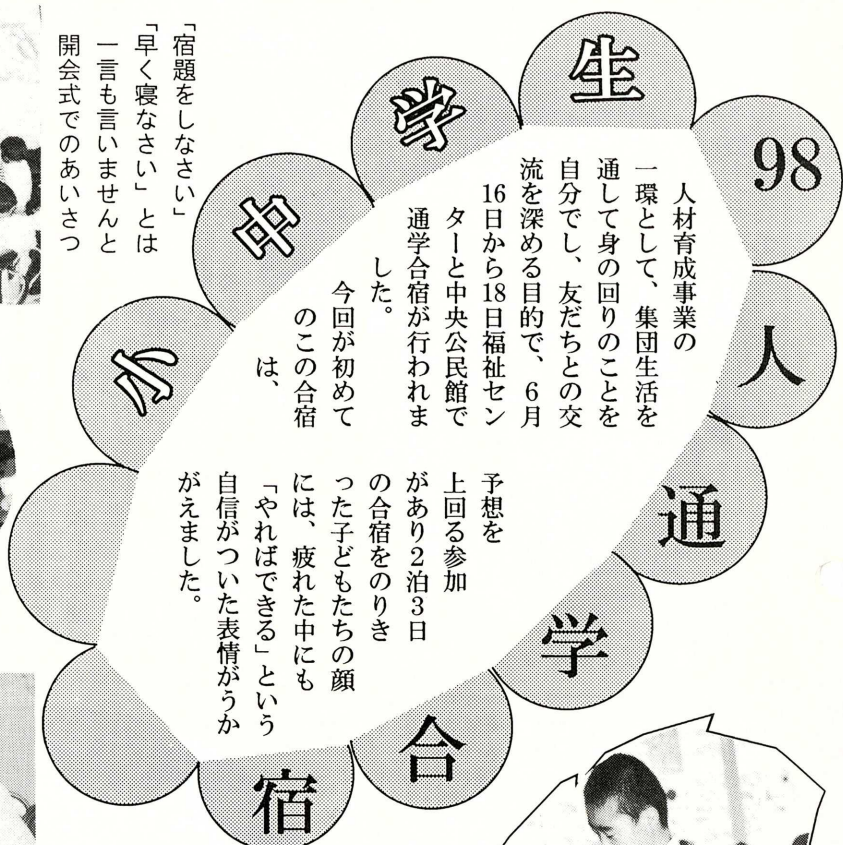 小中学生
98人通学合宿
人材育成事業の
一環として、集団生活を
通して身の回りのことを
自分でし、友だちとの交
流を深める目的で、6月
16日から18日福祉セン
ターと中央公民館で
通学合宿が行われま
した。
今回が初めて
のこの合宿
は、
予想を
上回る参加
があり2泊3日
の合宿をのりき
った子どもたちの顔
には、疲れた中にも
「やればできる」という
自信がついた表情がうか
がえました。
「宿題をしなさい」
「早く寝なさい」とは
一言も言いませんと
開会式でのあいさつ